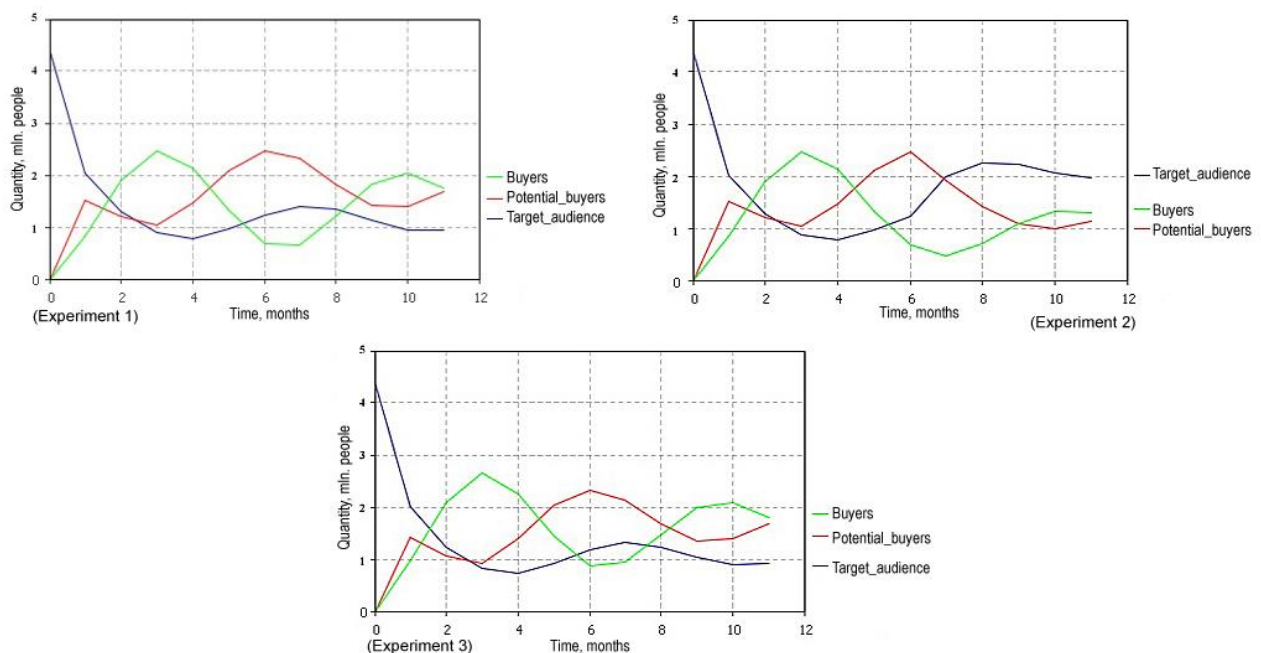 5
4
3
2
1
0
Quantity, mln. people
0 2 4 6 8 10 12
Time, months
(Experiment 1)
Buyers
Potential_buyers
Target_audience
5
4
3
2
1
0
Quantity, mln. people
0 2 4 6 8 10 12
Time, months
(Experiment 2)
Target_audience
Buyers
Potential_buyers
5
4
3
2
1
0
Quantity, mln. people
0 2 4 6 8 10 12
(Experiment 3)
Time, months
Buyers
Potential_buyers
Target_audience